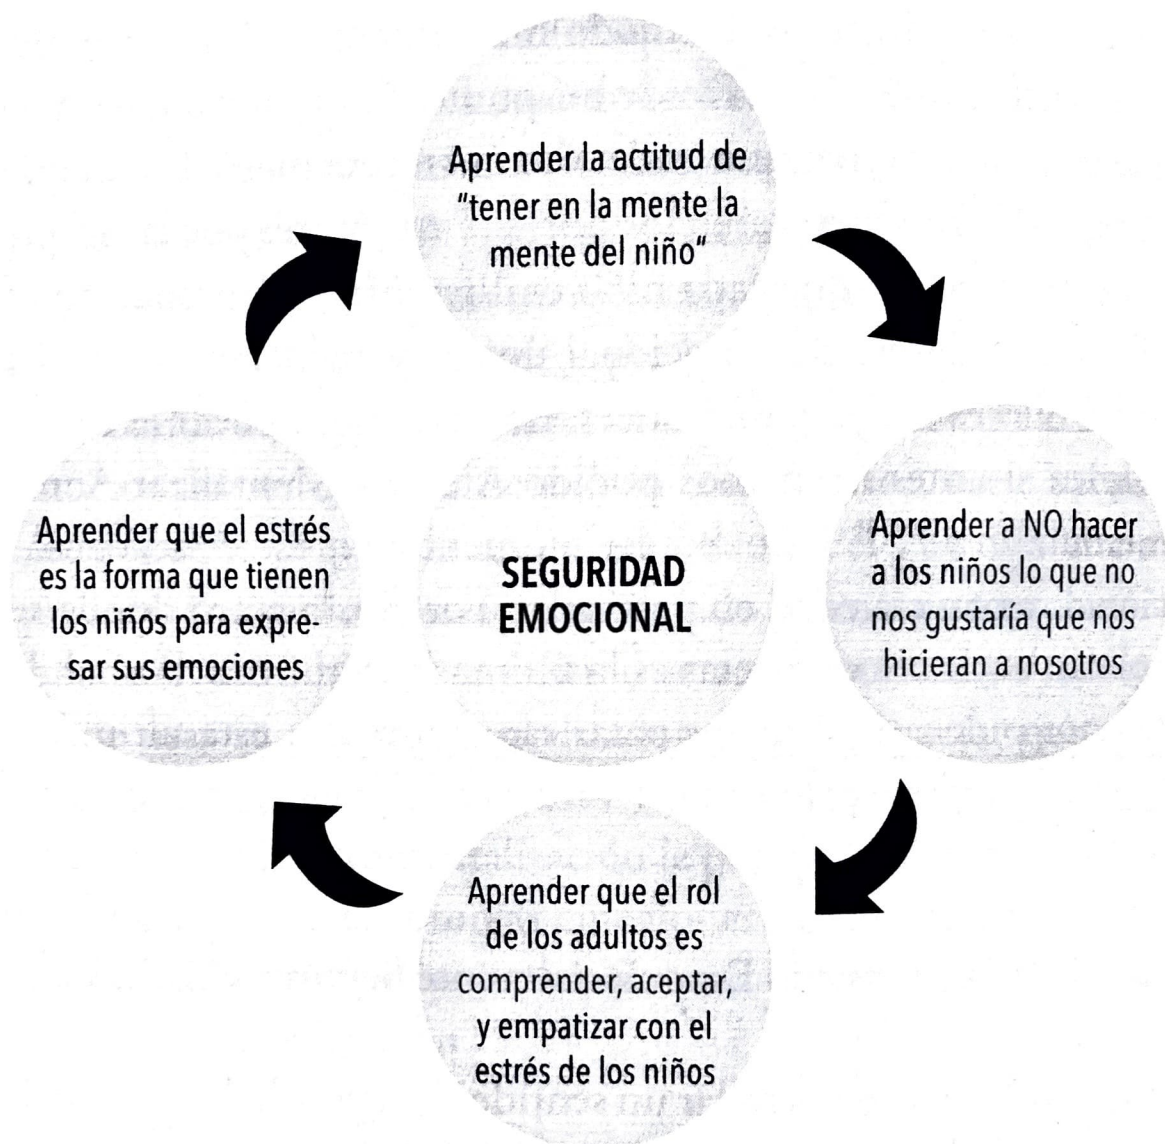 Aprender la actitud de
"tener en la mente la
mente del niño"
Aprender que el estrés
es la forma que tienen
los niños para expre-
sar sus emociones
SEGURIDAD
EMOCIONAL
Aprender a NO hacer
a los niños lo que no
nos gustaría que nos
hicieran a nosotros
Aprender que el rol
de los adultos es
comprender, aceptar,
y empatizar con el
estrés de los niños